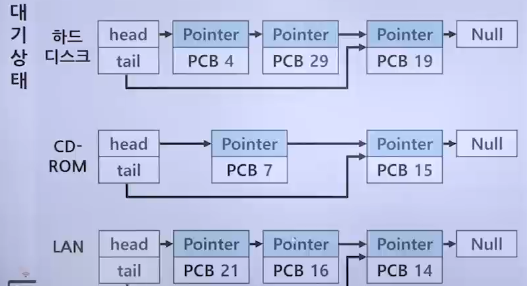 대기상태
하드디스크
head Pointer Pointer Pointer Null
tail PCB 4 PCB 29 PCB 19
CD-ROM
head Pointer Pointer Null
tail PCB 7 PCB 15
LAN
head Pointer Pointer Pointer Null
tail PCB 21 PCB 16 PCB 14